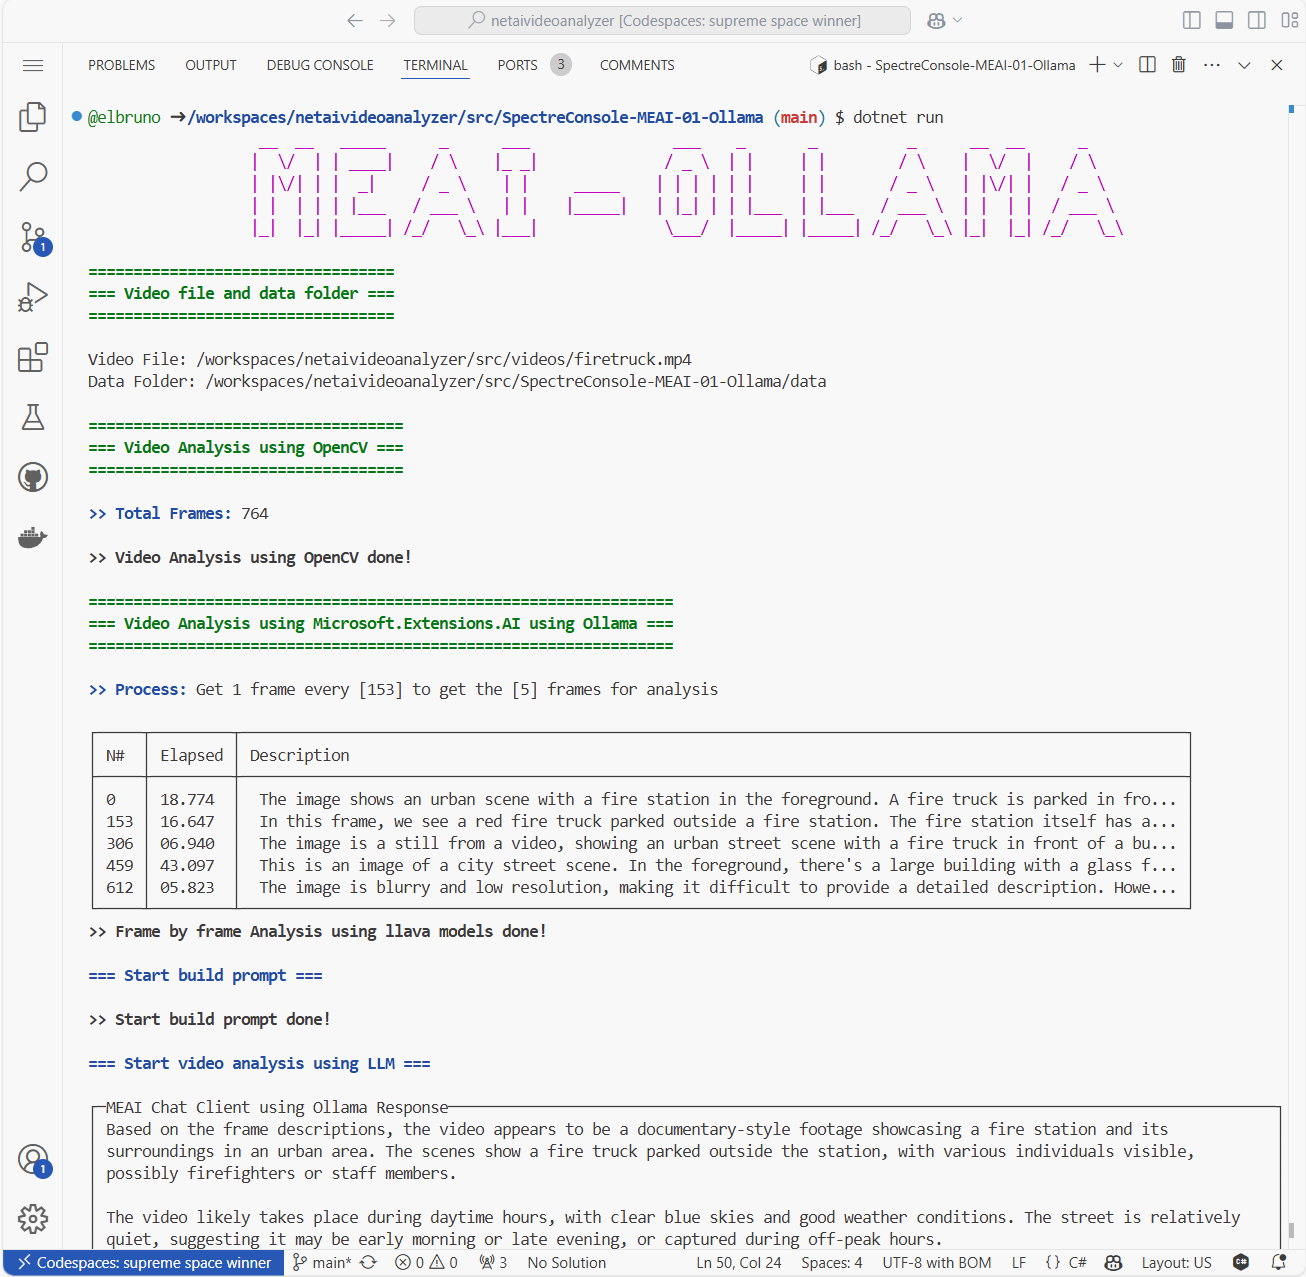 netaivideoanalyzer [Codespaces: supreme space winner]
PROBLEMS OUTPUT DEBUG CONSOLE TERMINAL PORTS 3 COMMENTS bash - SpectreConsole-MEAI-01-Ollama
@elbruno →/workspaces/netaivideoanalyzer/src/SpectreConsole-MEAI-01-Ollama (main) $ dotnet run
MEAI - OLLAMA
==================================
=== Video file and data folder ===
==================================
Video File: /workspaces/netaivideoanalyzer/src/videos/firetruck.mp4
Data Folder: /workspaces/netaivideoanalyzer/src/SpectreConsole-MEAI-01-Ollama/data
===================================
=== Video Analysis using OpenCV ===
===================================
>> Total Frames: 764
>> Video Analysis using OpenCV done!
=================================================================
=== Video Analysis using Microsoft.Extensions.AI using Ollama ===
=================================================================
>> Process: Get 1 frame every [153] to get the [5] frames for analysis
N# Elapsed Description
0 18.774 The image shows an urban scene with a fire station in the foreground. A fire truck is parked in fro...
153 16.647 In this frame, we see a red fire truck parked outside a fire station. The fire station itself has a...
306 06.940 The image is a still from a video, showing an urban street scene with a fire truck in front of a bu...
459 43.097 This is an image of a city street scene. In the foreground, there's a large building with a glass f...
612 05.823 The image is blurry and low resolution, making it difficult to provide a detailed description. Howe...
>> Frame by frame Analysis using llava models done!
=== Start build prompt ===
>> Start build prompt done!
=== Start video analysis using LLM ===
MEAI Chat Client using Ollama Response
Based on the frame descriptions, the video appears to be a documentary-style footage showcasing a fire station and its
surroundings in an urban area. The scenes show a fire truck parked outside the station, with various individuals visible,
possibly firefighters or staff members.
The video likely takes place during daytime hours, with clear blue skies and good weather conditions. The street is relatively
quiet, suggesting it may be early morning or late evening, or captured during off-peak hours.
1
1
Codespaces: supreme space winner main* 0 0 3 No Solution Ln 50, Col 24 Spaces: 4 UTF-8 with BOM LF {} C# Layout: US